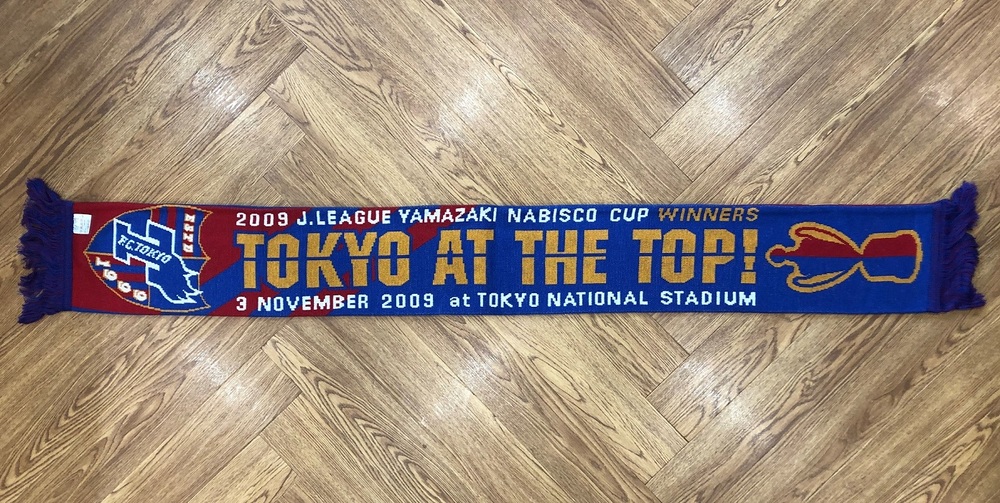 2009 J.LEAGUE YAMAZAKI NABISCO CUP WINNERS
TOKYO AT THE TOP!
3 NOVEMBER 2009 at TOKYO NATIONAL STADIUM
F.C.TOKYO
1999